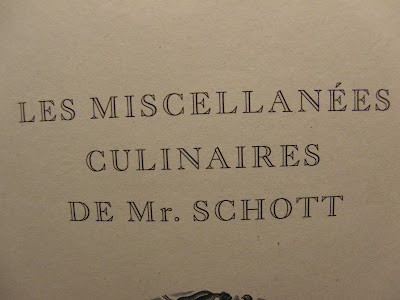 LES MISCELLANÉES
CULINAIRES
DE Mr. SCHOTT